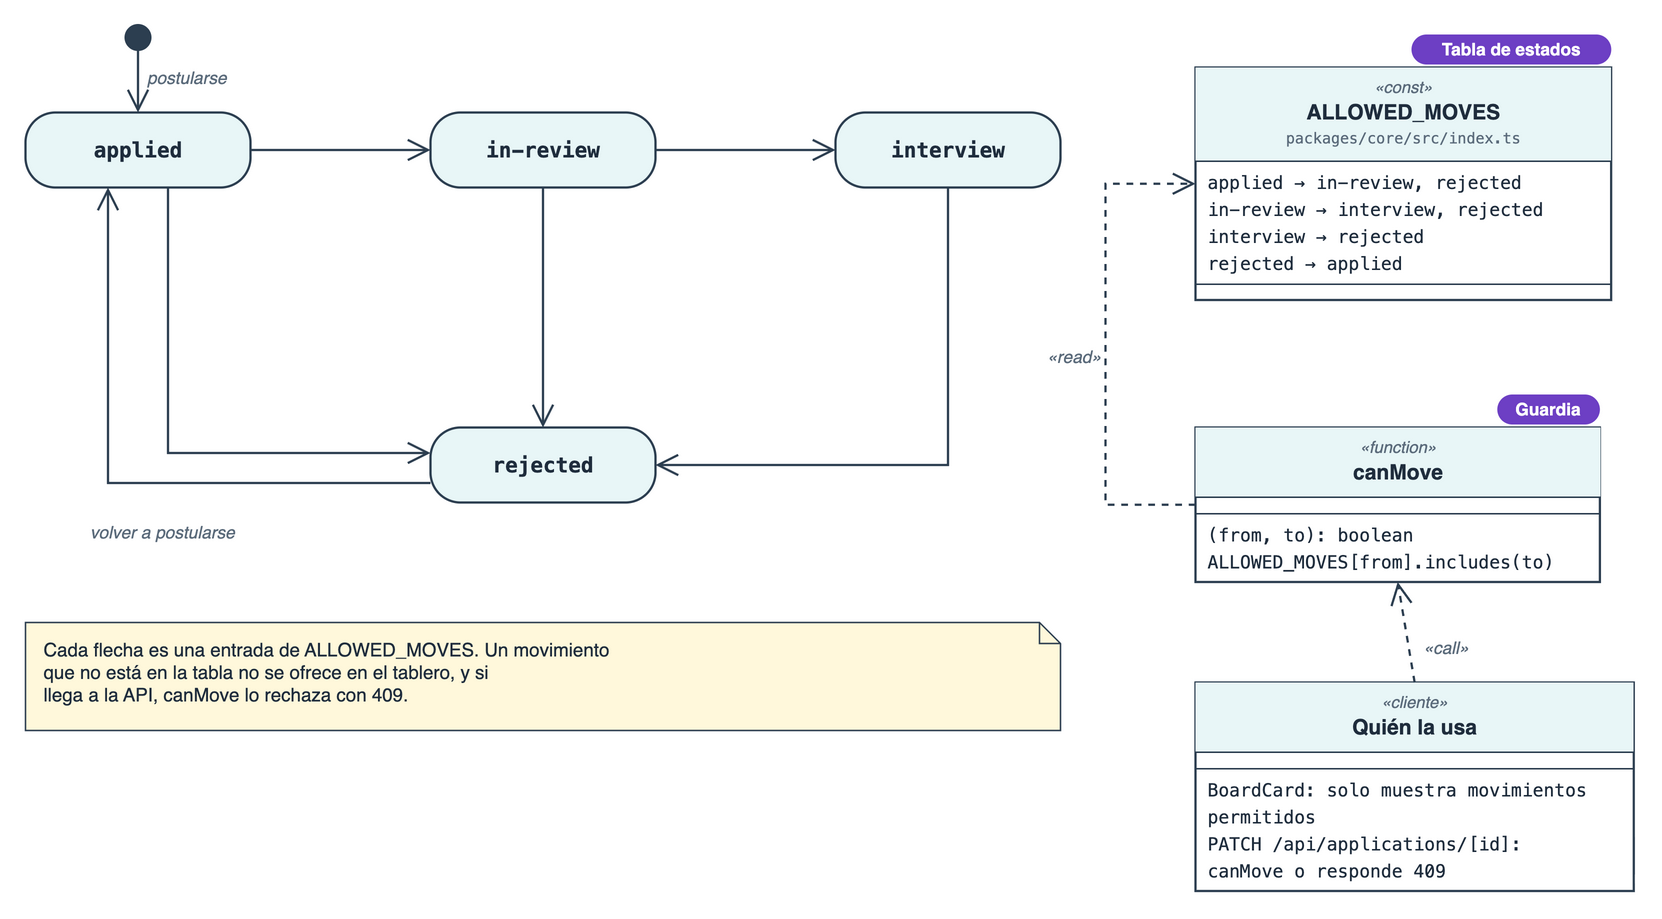 postularse
applied
in-review
interview
rejected
volver a postularse
Cada flecha es una entrada de ALLOWED_MOVES. Un movimiento
que no está en la tabla no se ofrece en el tablero, y si
llega a la API, canMove lo rechaza con 409.
Tabla de estados
«const»
ALLOWED_MOVES
packages/core/src/index.ts
applied → in-review, rejected
in-review → interview, rejected
interview → rejected
rejected → applied
«read»
Guardia
«function»
canMove
(from, to): boolean
ALLOWED_MOVES[from].includes(to)
«call»
«cliente»
Quién la usa
BoardCard: solo muestra movimientos
permitidos
PATCH /api/applications/[id]:
canMove o responde 409